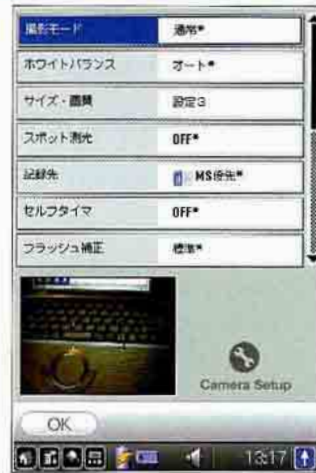 撮影モード 通常*
ホワイトバランス オート*
サイズ・画質 設定3
スポット測光 OFF*
記録先 MS優先*
セルフタイマ OFF*
フラッシュ補正 標準*
Camera Setup
OK
13:17